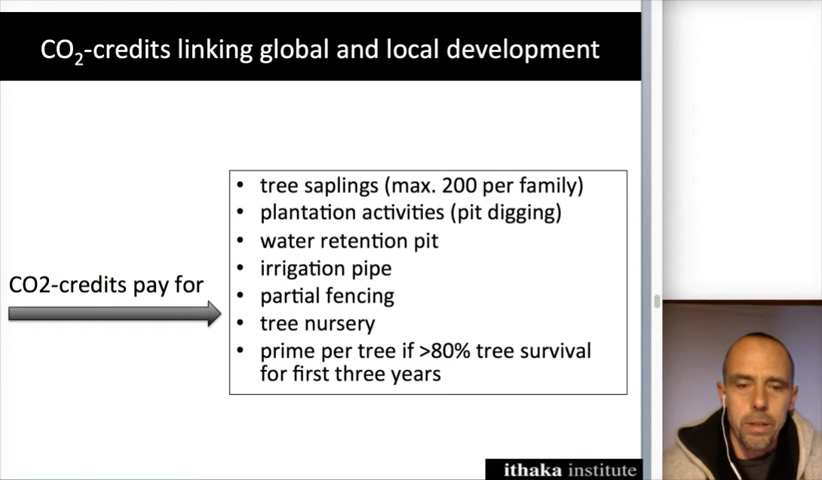 CO2-credits linking global and local development
• tree saplings (max. 200 per family)
• plantation activities (pit digging)
• water retention pit
• irrigation pipe
• partial fencing
• tree nursery
• prime per tree if >80% tree survival
for first three years
CO2-credits pay for
ithaka institute